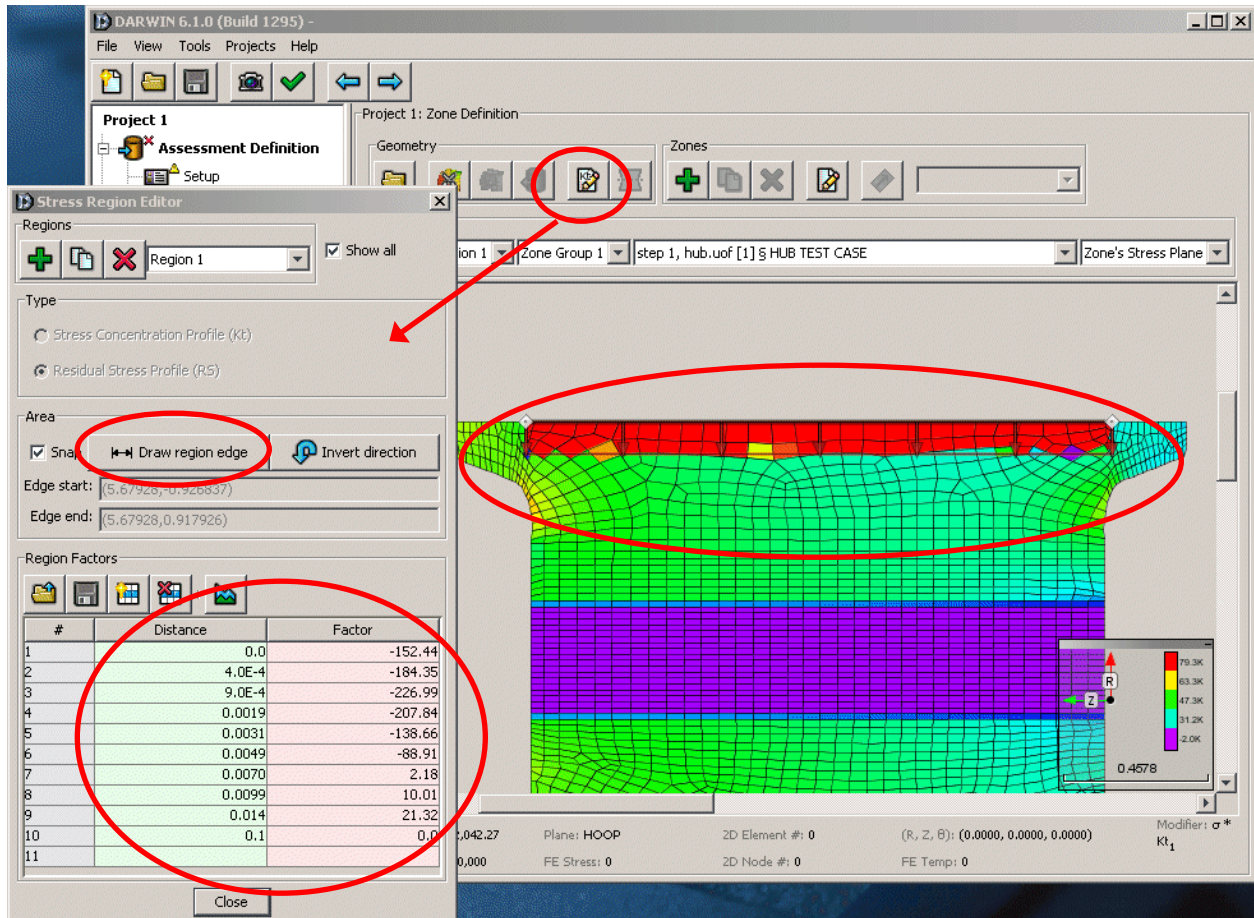 DARWIN 6.1.0 (Build 1295) -
File View Tools Projects Help
Project 1
Assessment Definition
Setup
Project 1: Zone Definition
Geometry
Zones
ion 1
Zone Group 1
step 1, hub.uof [1] § HUB TEST CASE
Zone's Stress Plane
Stress Region Editor
Regions
Region 1
Show all
Type
Stress Concentration Profile (Kt)
Residual Stress Profile (RS)
Area
Snap
Draw region edge
Invert direction
Edge start: (5.67928,-0.926837)
Edge end: (5.67928,0.917926)
Region Factors
# Distance Factor
1 0.0 -152.44
2 4.0E-4 -184.35
3 9.0E-4 -226.99
4 0.0019 -207.84
5 0.0031 -138.66
6 0.0049 -88.91
7 0.0070 2.18
8 0.0099 10.01
9 0.014 21.32
10 0.1 0.0
11
Close
R
Z
79.3K
63.3K
47.3K
31.2K
-2.0K
0.4578
,042.27 Plane: HOOP 2D Element #: 0 (R, Z, θ): (0.0000, 0.0000, 0.0000) Modifier: σ *
Kt1
0,000 FE Stress: 0 2D Node #: 0 FE Temp: 0